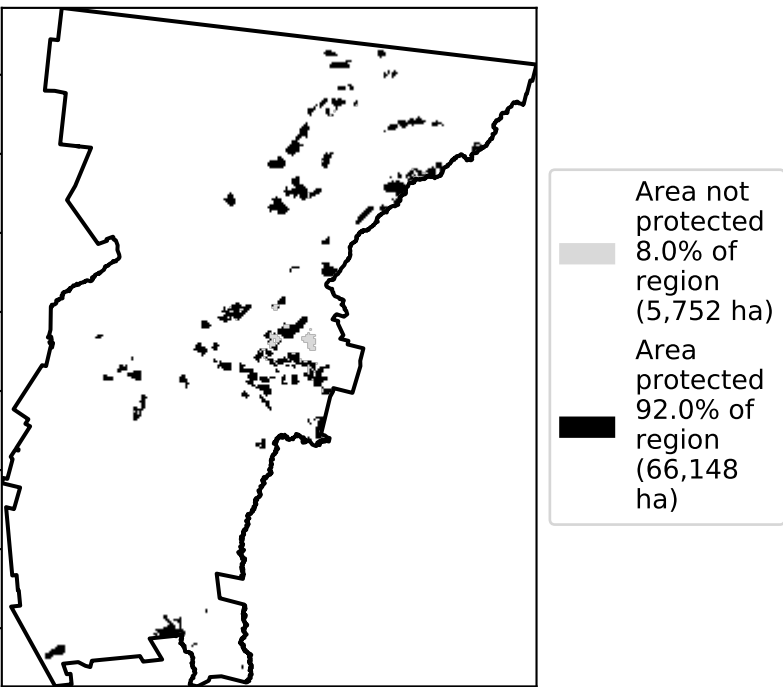 Area not
protected
8.0% of
region
(5,752 ha)
Area
protected
92.0% of
region
(66,148
ha)